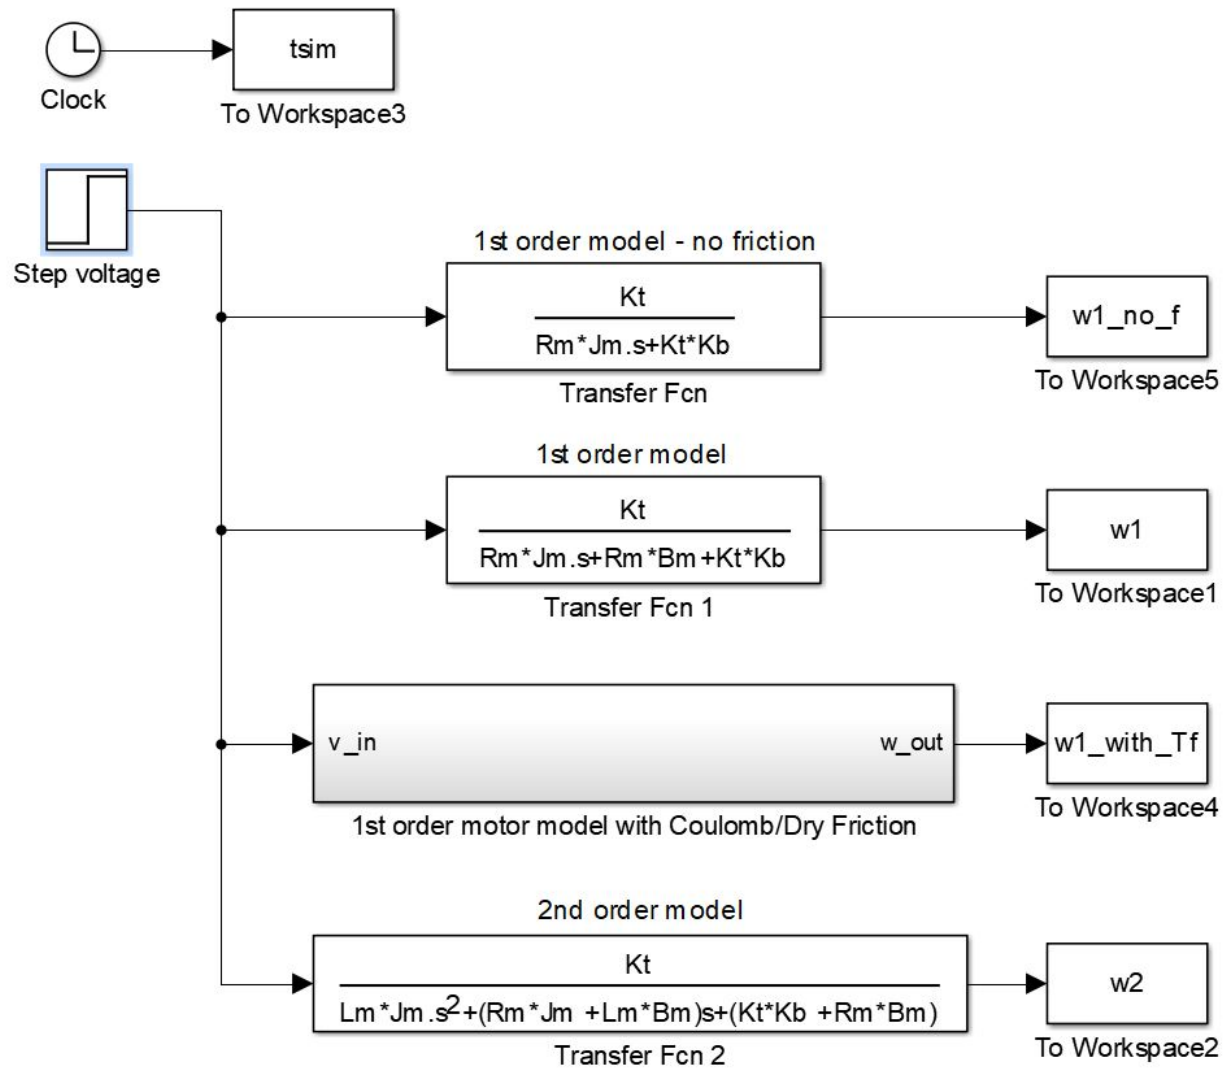 tsim
Clock
To Workspace3
Step voltage
1st order model - no friction
Kt
Rm*Jm.s+Kt*Kb
Transfer Fcn
w1_no_f
To Workspace5
1st order model
Kt
Rm*Jm.s+Rm*Bm+Kt*Kb
Transfer Fcn 1
w1
To Workspace1
v_in
w_out
1st order motor model with Coulomb/Dry Friction
w1_with_Tf
To Workspace4
2nd order model
Kt
Lm*Jm.s2+(Rm*Jm +Lm*Bm)s+(Kt*Kb +Rm*Bm)
Transfer Fcn 2
w2
To Workspace2